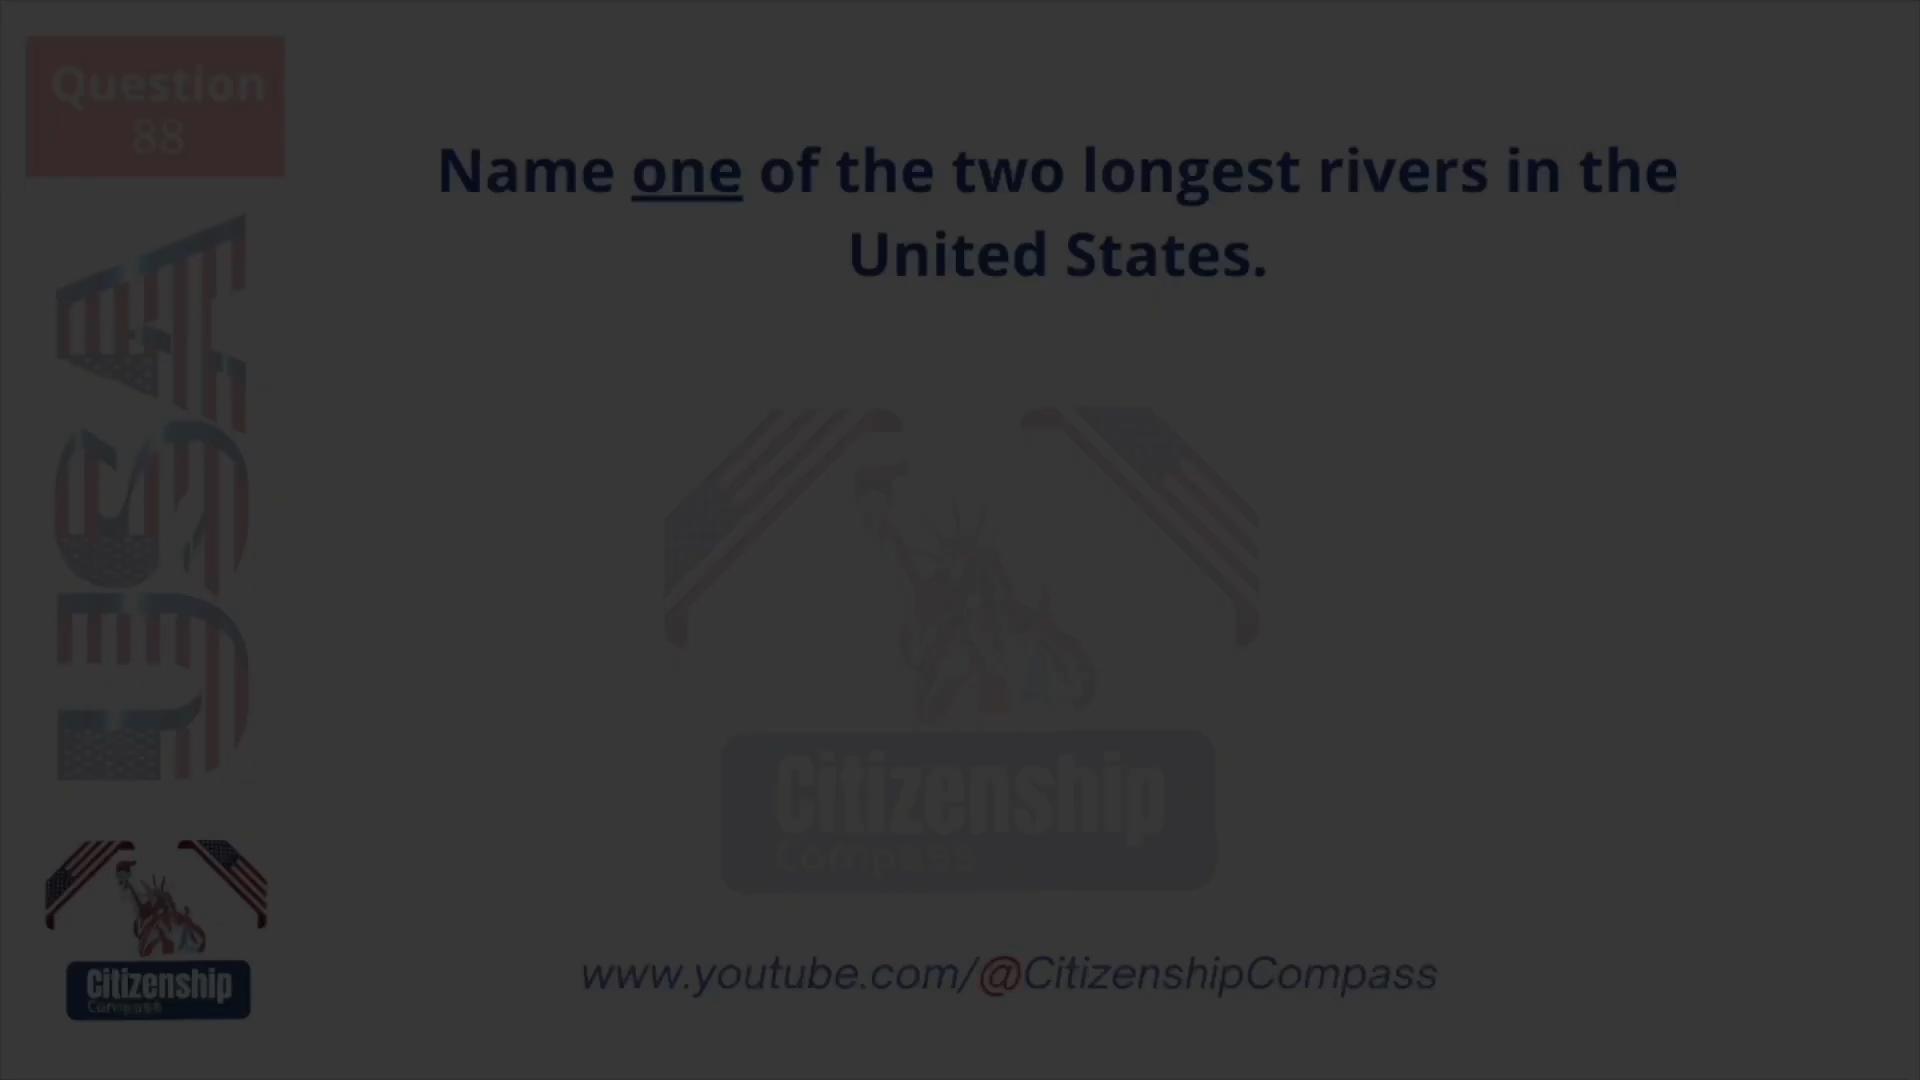 Question
88
Name one of the two longest rivers in the
United States.
USA
Citizenship
Compass
Citizenship
Compass
www.youtube.com/@CitizenshipCompass